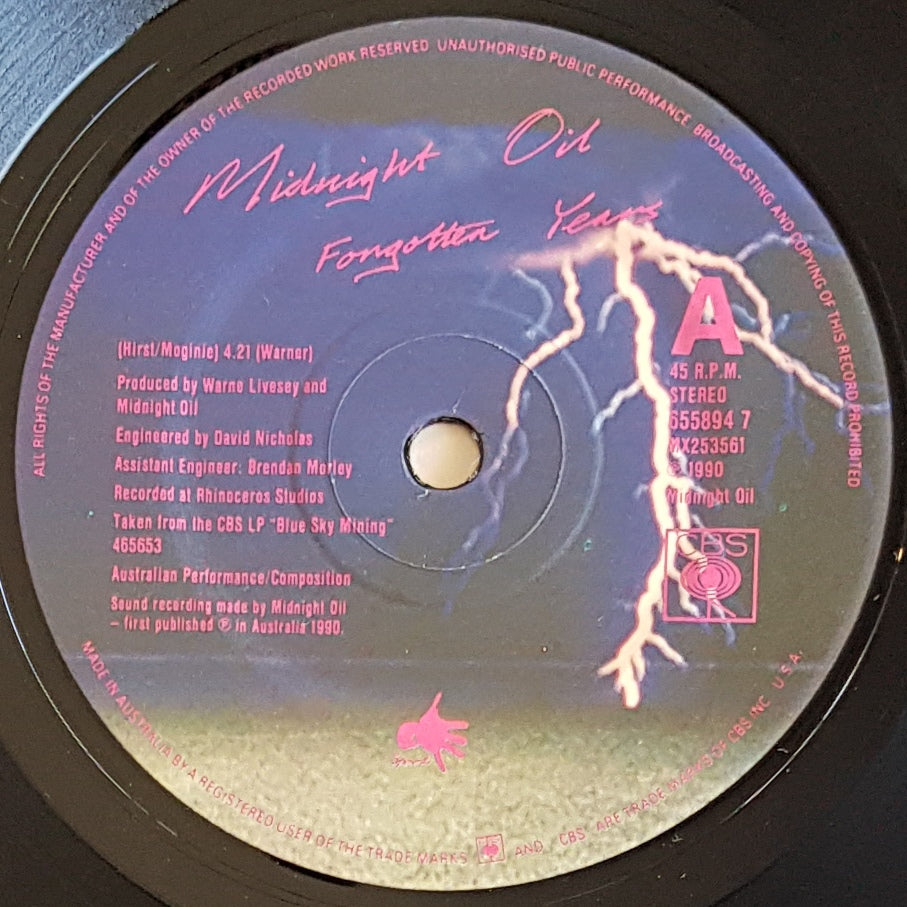 ALL RIGHTS OF THE MANUFACTURER AND OF THE OWNER OF THE RECORDED WORK RESERVED UNAUTHORISED PUBLIC PERFORMANCE, BROADCASTING AND COPYING OF THIS RECORD PROHIBITED
Midnight Oil
Forgotten Years
(Hirst/Moginie) 4.21 (Warner)
Produced by Warne Livesey and
Midnight Oil
Engineered by David Nicholas
Assistant Engineer: Brendan Morley
Recorded at Rhinoceros Studios
Taken from the CBS LP "Blue Sky Mining"
465653
Australian Performance/Composition
Sound recording made by Midnight Oil
– first published ℗ in Australia 1990.
A
45 R.P.M.
STEREO
655894 7
MX253561
℗ 1990
Midnight Oil
CBS
MADE IN AUSTRALIA BY A REGISTERED USER OF THE TRADE MARKS AND CBS ARE TRADE MARKS OF CBS INC U.S.A.